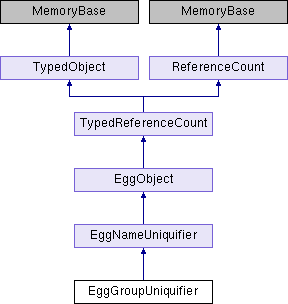 MemoryBase MemoryBase
TypedObject ReferenceCount
TypedReferenceCount
EggObject
EggNameUniquifier
EggGroupUniquifier